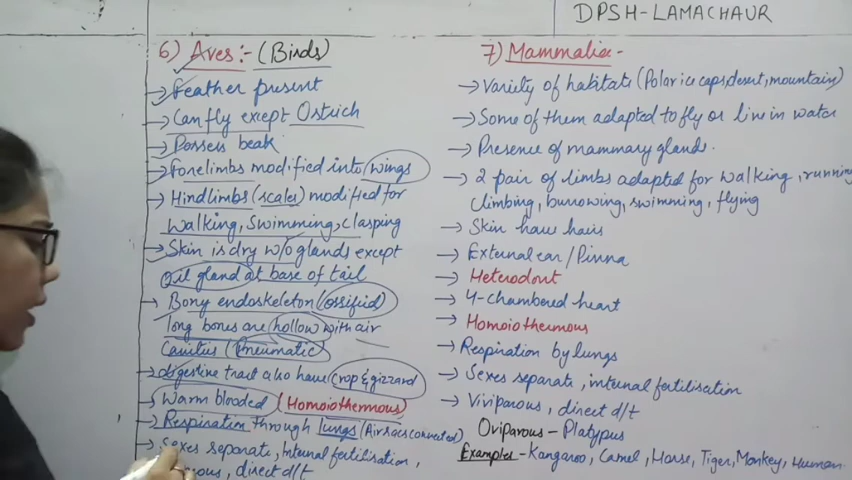 DPSH-LAMACHAUR
6) Aves:- (Birds)
→ Feather present
→ Can fly except Ostrich
→ Possess beak
→ Forelimbs modified into wings
→ Hindlimbs (scales) modified for
walking, Swimming, clasping
→ Skin is dry w/o glands except
oil gland at base of tail
→ Bony endoskeleton (ossified)
long bones are hollow with air
Cavities (Pneumatic)
→ digestive tract also have crop & gizzard
→ Warm blooded (Homoiothermous)
→ Respiration through lungs (Airsacs connected)
→ Sexes separate, Internal fertilisation,
direct d/t
7) Mammalia -
→ Variety of habitats (Polar ice caps, desert, mountains)
→ Some of them adapted to fly or live in water
→ Presence of mammary glands.
→ 2 pair of limbs adapted for walking, running
climbing, burrowing, swimming, flying
→ Skin have hairs
→ External ear / Pinna
→ Heterodont
→ 4-chambered heart
→ Homoiothermous
→ Respiration by lungs
→ Sexes separate, internal fertilisation
→ Viviparous, direct d/t
Oviparous - Platypus
Examples - Kangaroo, Camel, Horse, Tiger, Monkey, Human